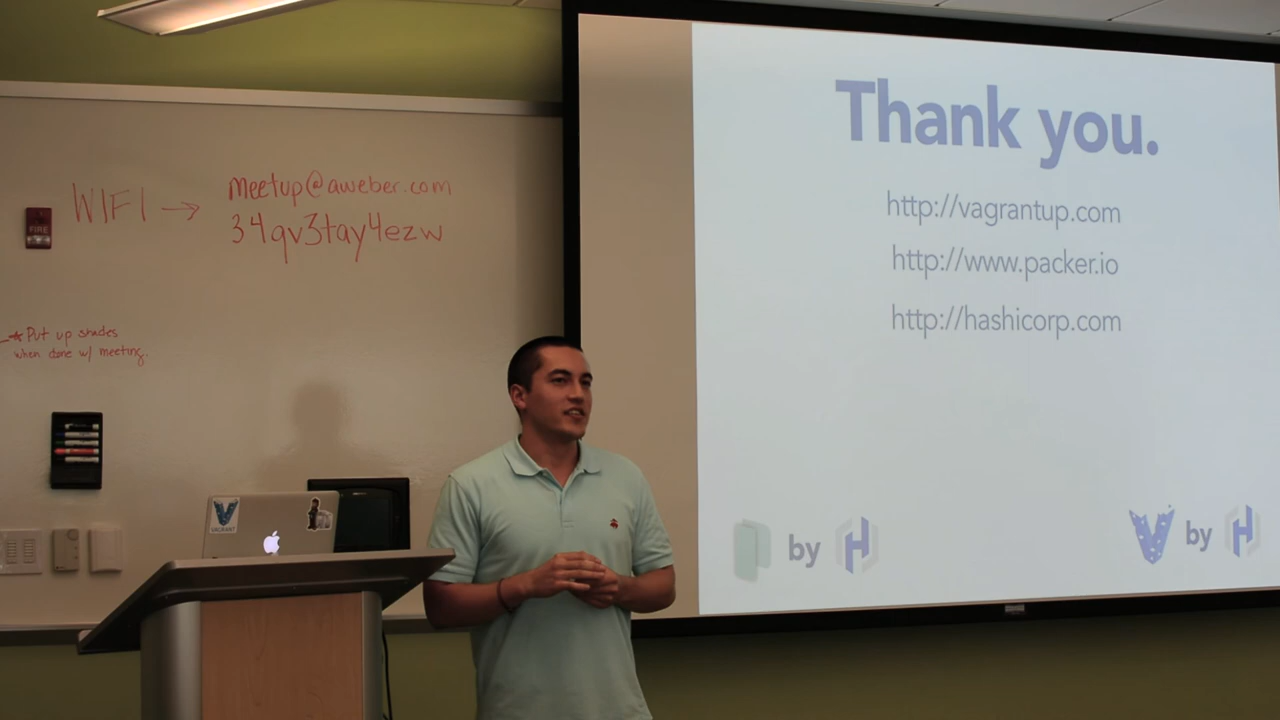 WIFI → meetup@aweber.com
34qv3tay4ezw
FIRE
* Put up shades
when done w/ meeting.
VAGRANT
Thank you.
http://vagrantup.com
http://www.packer.io
http://hashicorp.com
by H
V by H